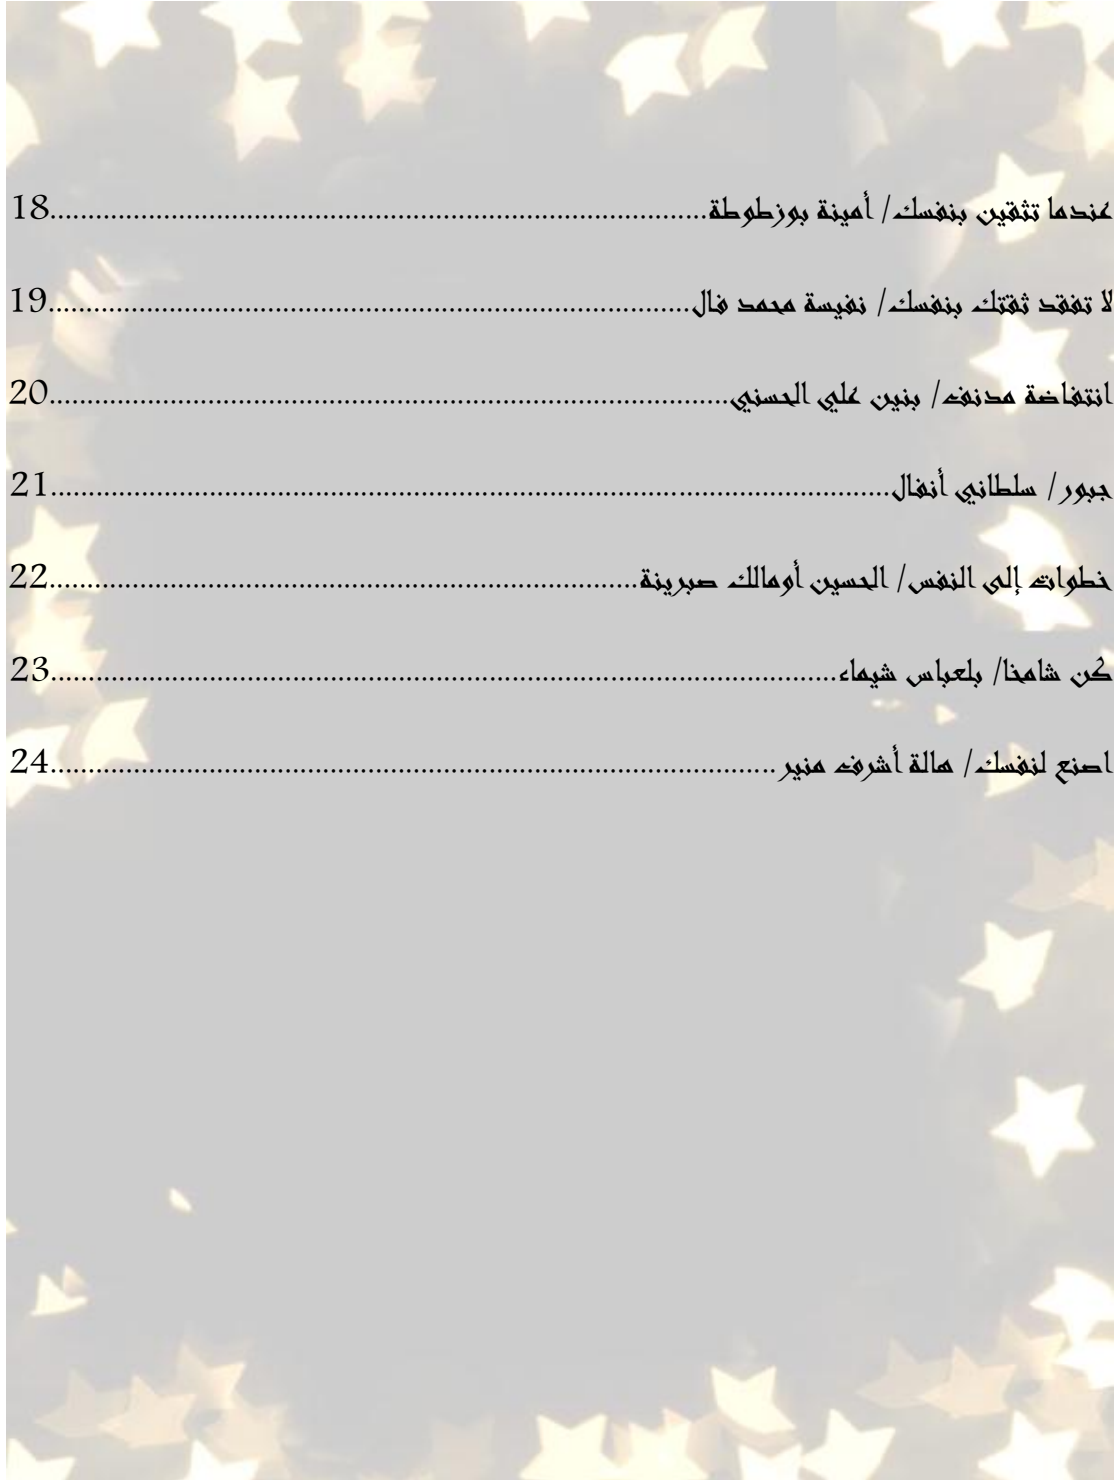 عندما تثقين بنفسك/ أمينة بوزطوطة.......................................................................................18
لا تفقد ثقتك بنفسك/ نفيسة محمد فال.....................................................................................19
انتفاضة مدنف/ بنين علي الحسني..........................................................................................20
جبور/ سلطاني أنفال...............................................................................................................21
خطوات إلى النفس/ الحسين أومالك صبرينة..............................................................................22
كن شامخا/ بلعباس شيماء........................................................................................................23
اصنع لنفسك/ هالة أشرف منير................................................................................................24